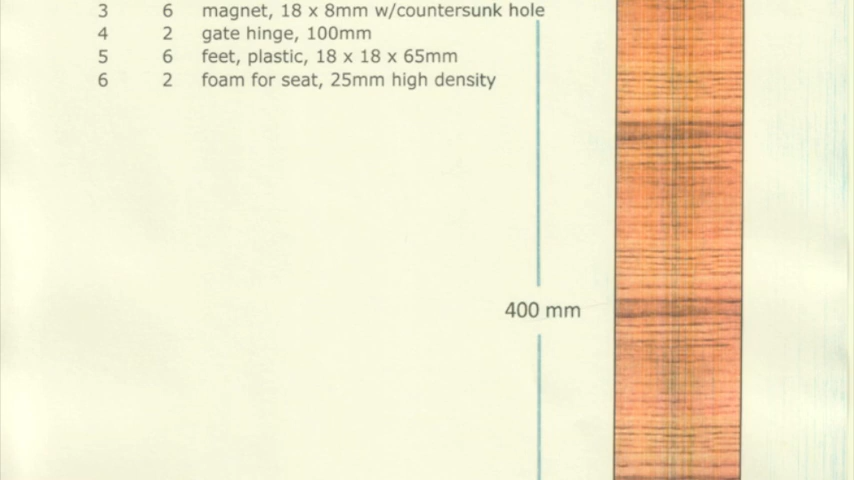 3 6 magnet, 18 x 8mm w/countersunk hole
4 2 gate hinge, 100mm
5 6 feet, plastic, 18 x 18 x 65mm
6 2 foam for seat, 25mm high density
400 mm